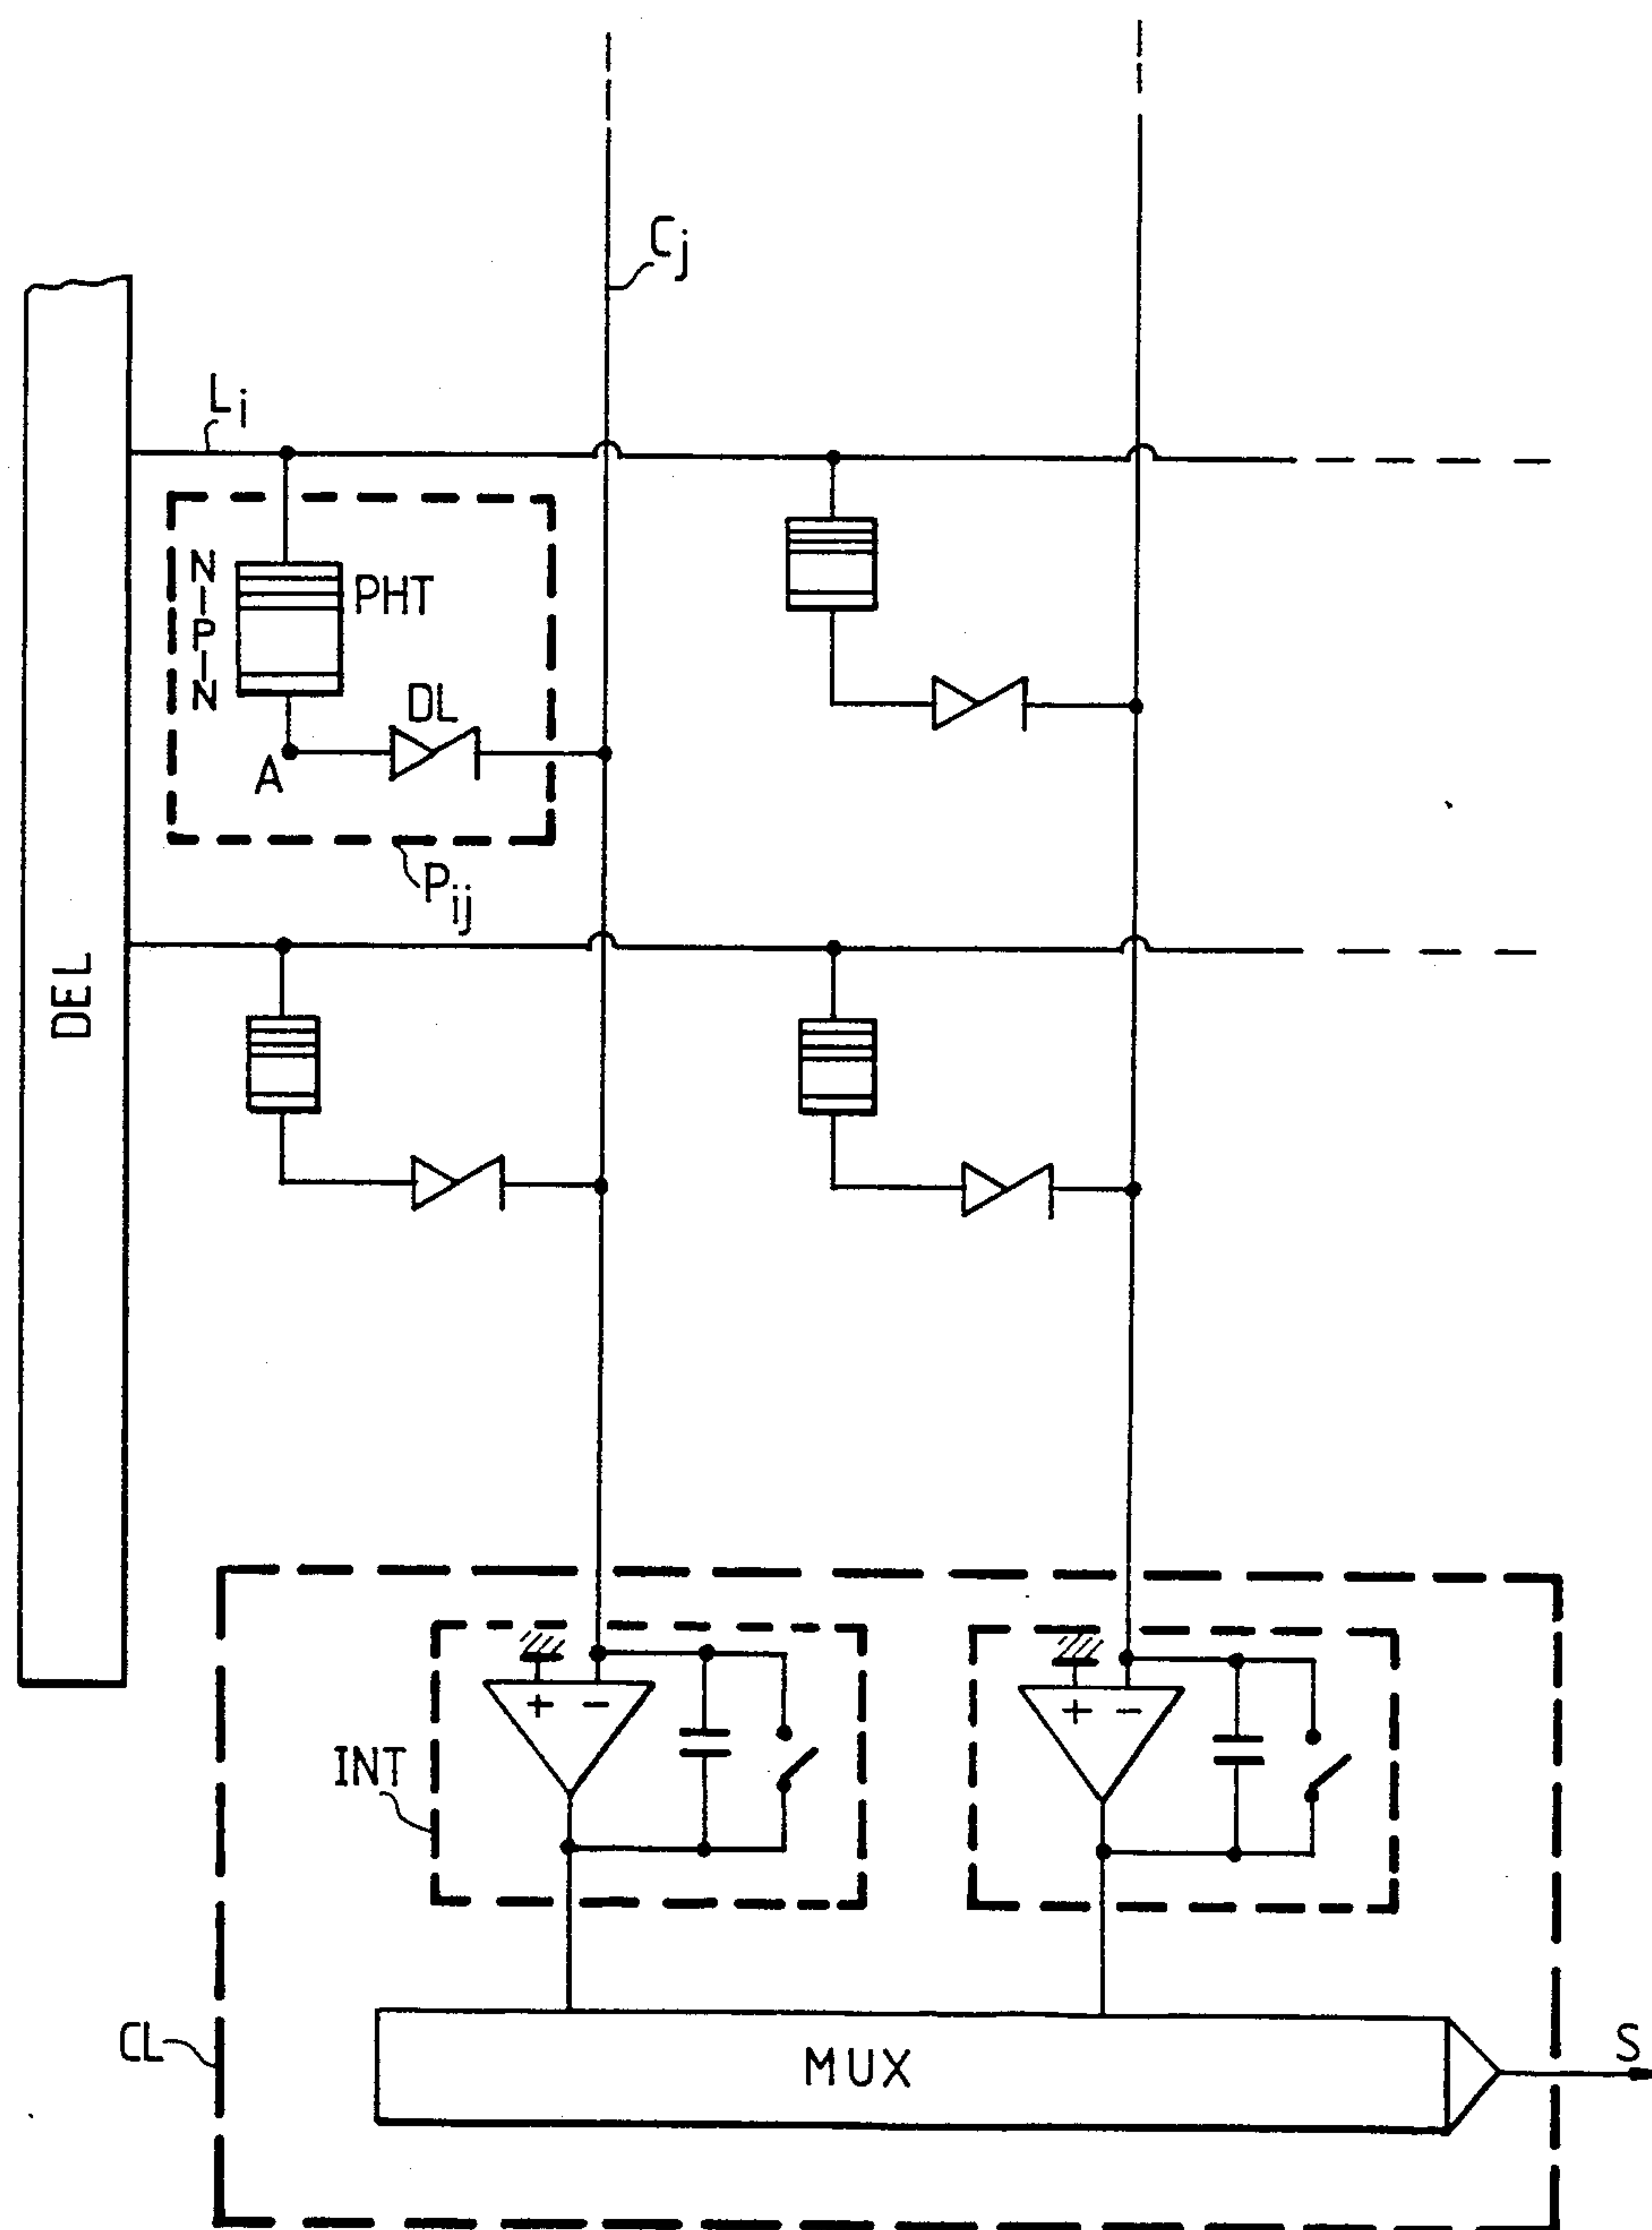 Cj
Li
N-I-P-I-N
PHT
DL
A
Pij
DEL
+ −
+ −
INT
CL
MUX
S